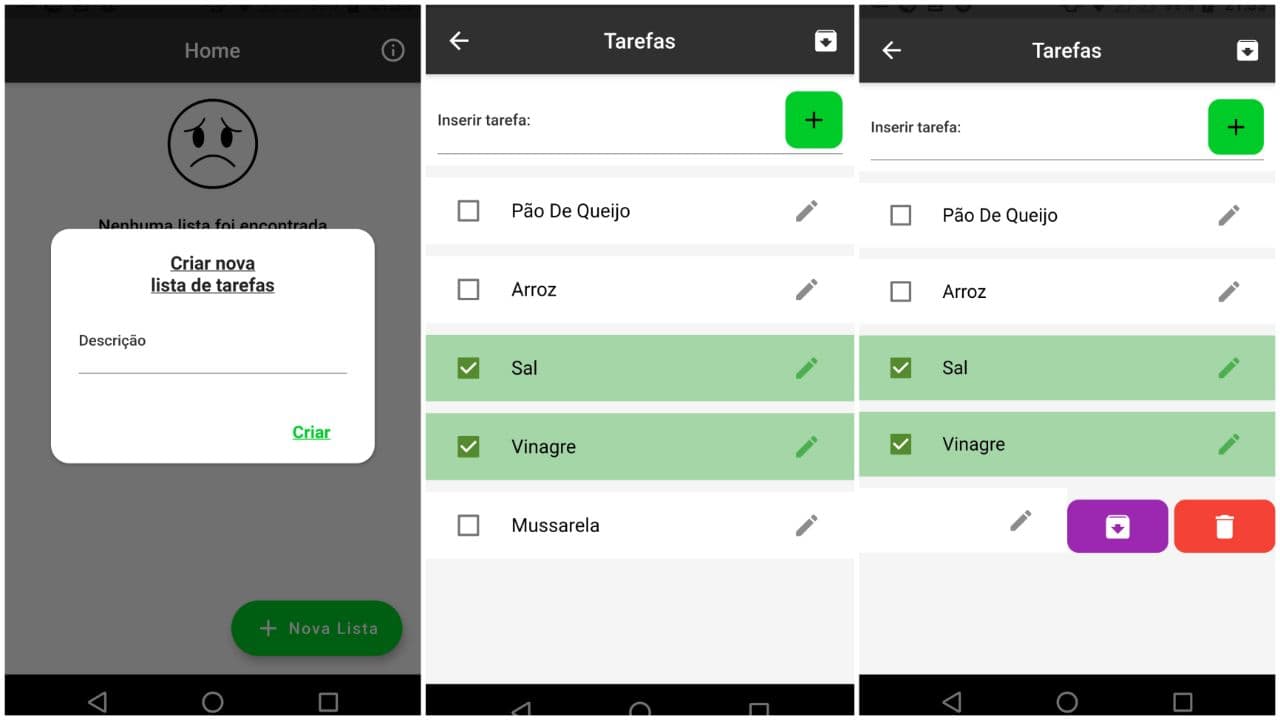 Home
Nenhuma lista foi encontrada
Criar nova
lista de tarefas
Descrição
Criar
Nova Lista
Tarefas
Inserir tarefa:
Pão De Queijo
Arroz
Sal
Vinagre
Mussarela
Tarefas
Inserir tarefa:
Pão De Queijo
Arroz
Sal
Vinagre